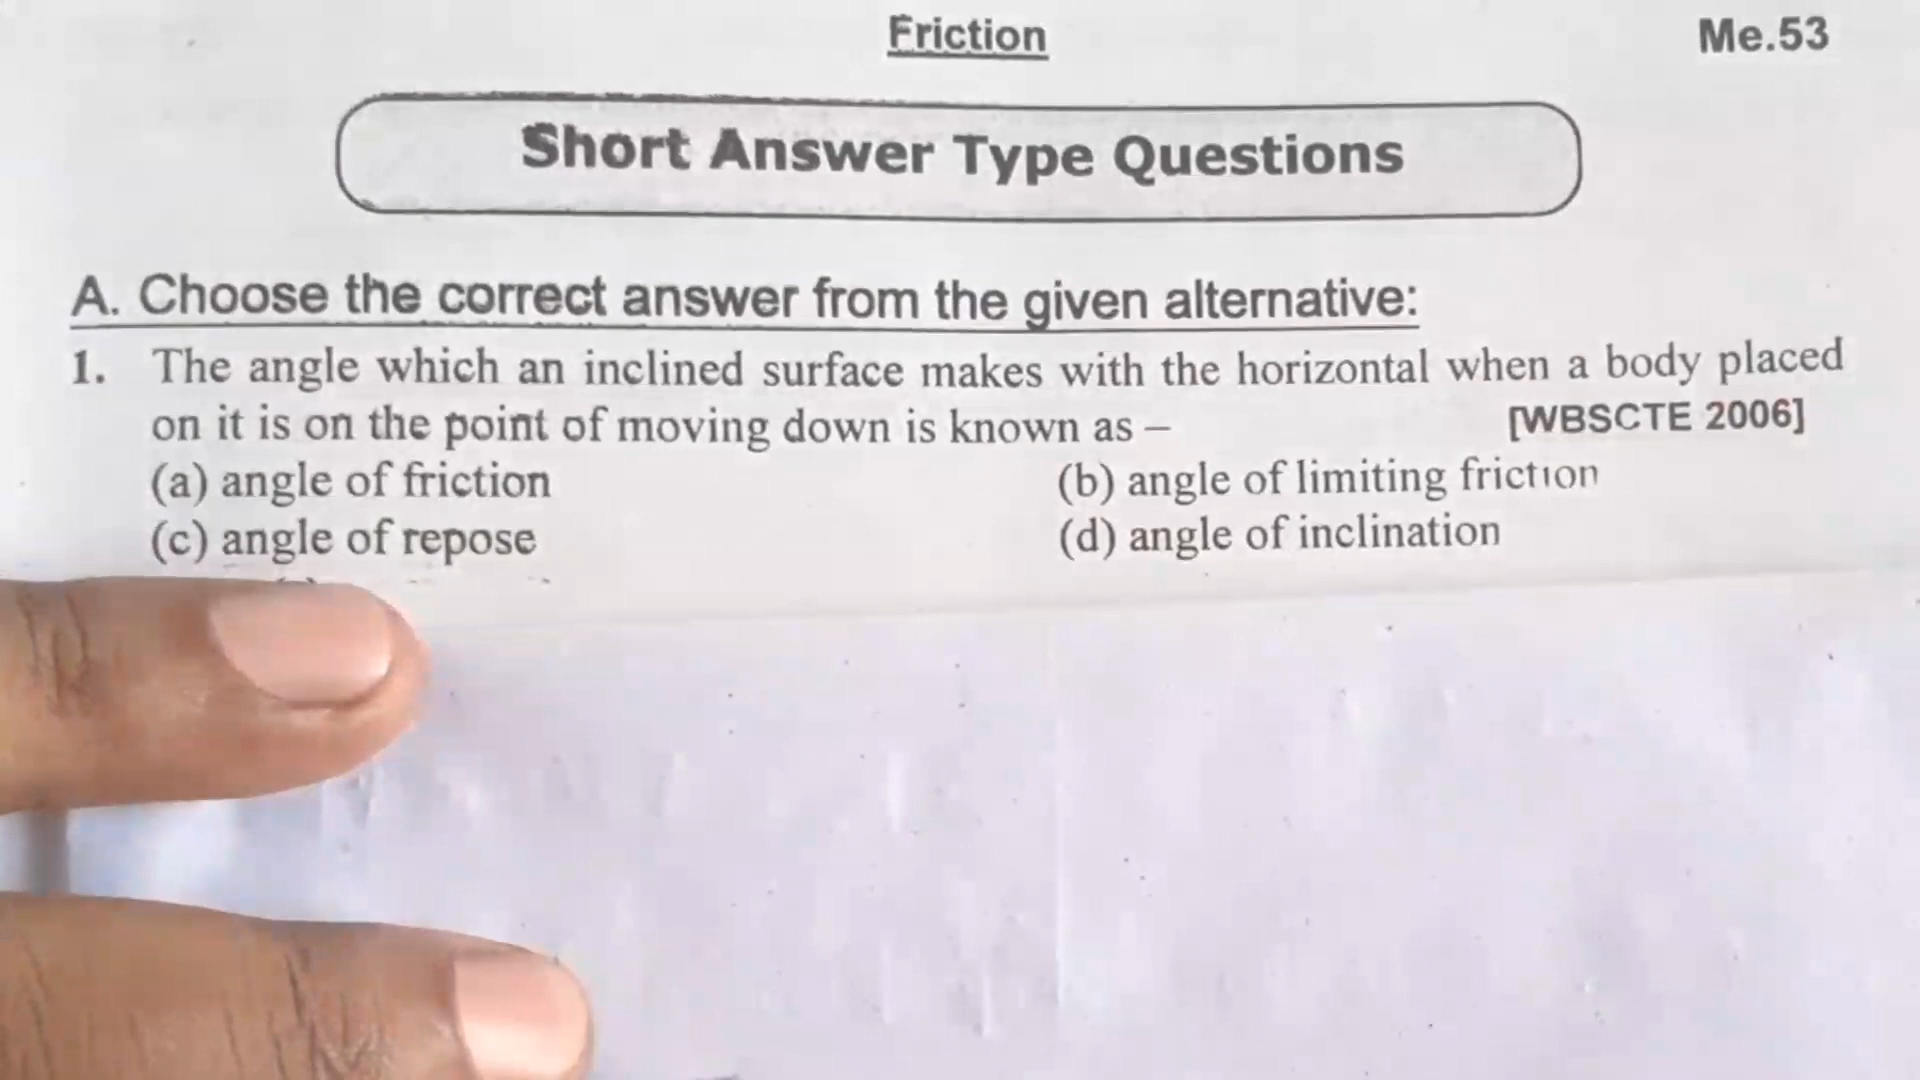 Friction
Me.53
Short Answer Type Questions
A. Choose the correct answer from the given alternative:
1. The angle which an inclined surface makes with the horizontal when a body placed
on it is on the point of moving down is known as –
[WBSCTE 2006]
(a) angle of friction
(b) angle of limiting friction
(c) angle of repose
(d) angle of inclination